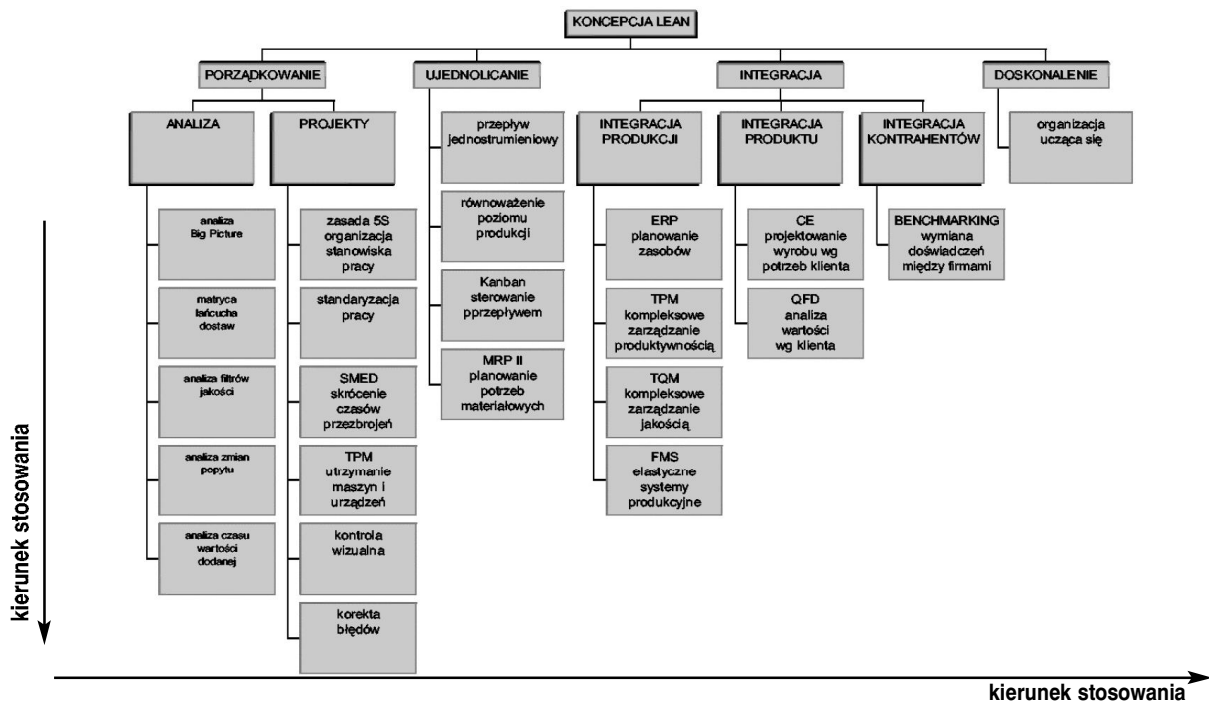 KONCEPCJA LEAN
PORZĄDKOWANIE
UJEDNOLICANIE
INTEGRACJA
DOSKONALENIE
ANALIZA
PROJEKTY
przepływ
jednostrumieniowy
INTEGRACJA
PRODUKCJI
INTEGRACJA
PRODUKTU
INTEGRACJA
KONTRAHENTÓW
organizacja
ucząca się
analiza
Big Picture
matryca
łańcucha
dostaw
analiza filtrów
jakości
analiza zmian
popytu
analiza czasu
wartości
dodanej
zasada 5S
organizacja
stanowiska
pracy
standaryzacja
pracy
SMED
skrócenie
czasów
przezbrojeń
TPM
utrzymanie
maszyn i
urządzeń
kontrola
wizualna
korekta
błędów
równoważenie
poziomu
produkcji
Kanban
sterowanie
pprzepływem
MRP II
planowanie
potrzeb
materiałowych
ERP
planowanie
zasobów
TPM
kompleksowe
zarządzanie
produktywnością
TQM
kompleksowe
zarządzanie
jakością
FMS
elastyczne
systemy
produkcyjne
CE
projektowanie
wyrobu wg
potrzeb klienta
QFD
analiza
wartości
wg klienta
BENCHMARKING
wymiana
doświadczeń
między firmami
kierunek stosowania
kierunek stosowania